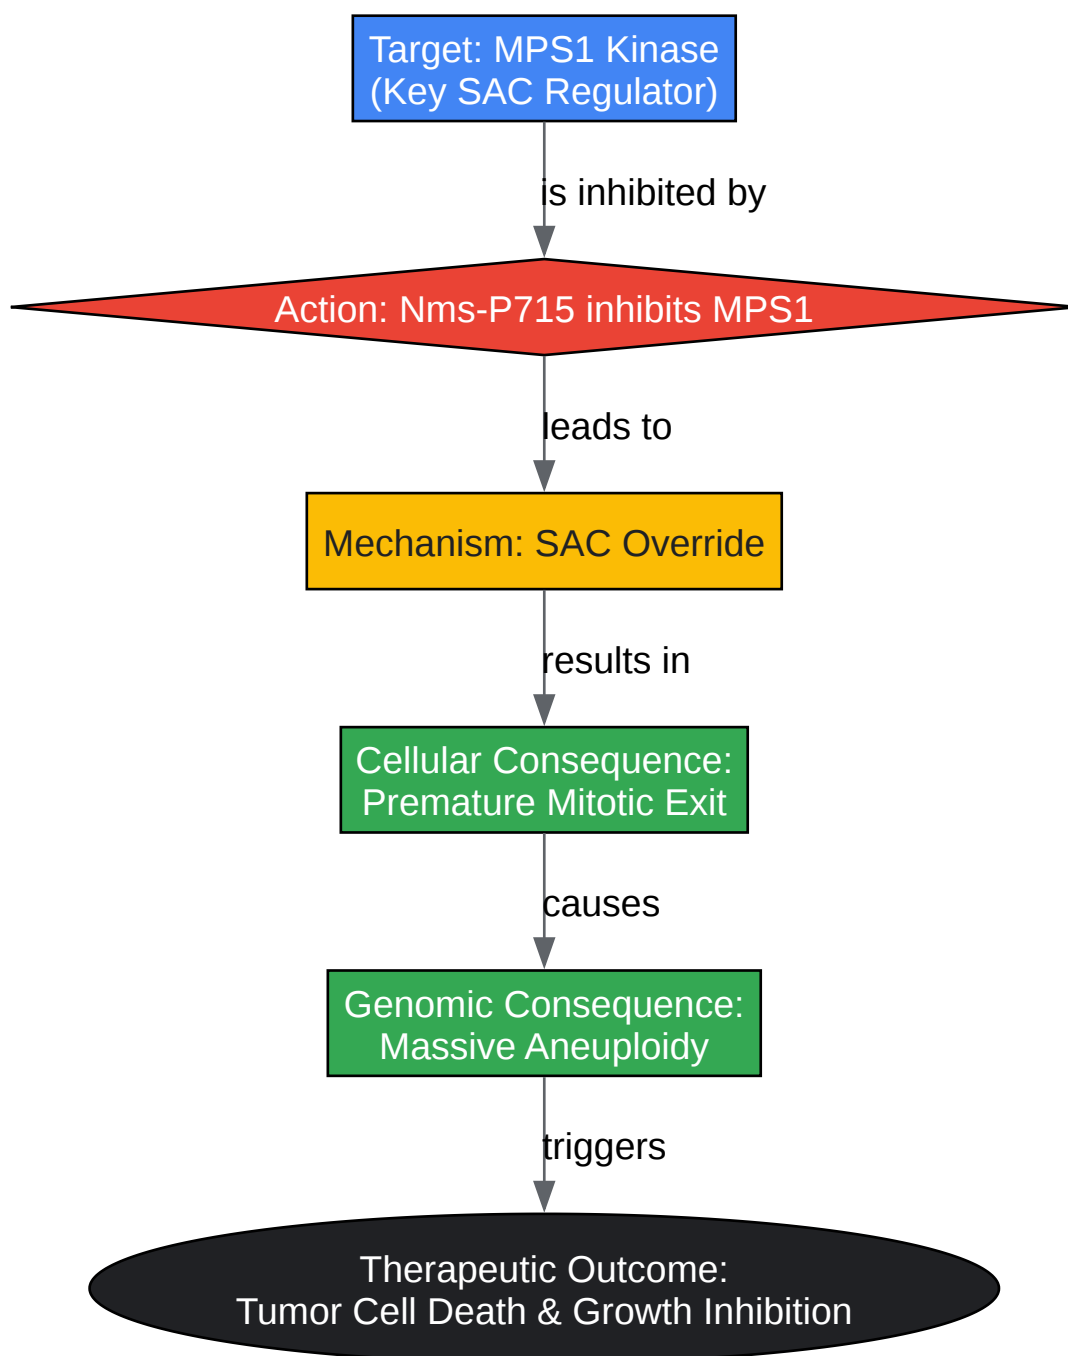 Target: MPS1 Kinase
(Key SAC Regulator)
is inhibited by
Action: Nms-P715 inhibits MPS1
leads to
Mechanism: SAC Override
results in
Cellular Consequence:
Premature Mitotic Exit
causes
Genomic Consequence:
Massive Aneuploidy
triggers
Therapeutic Outcome:
Tumor Cell Death & Growth Inhibition